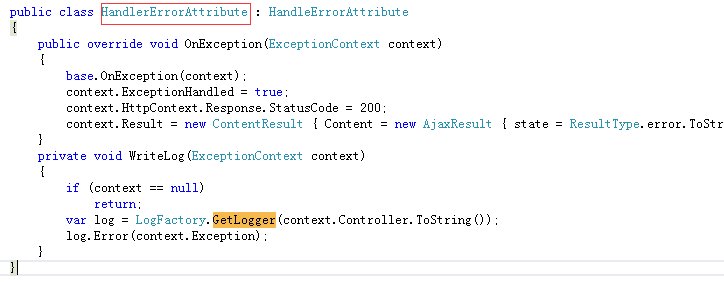 public class HandlerErrorAttribute : HandleErrorAttribute
{
public override void OnException(ExceptionContext context)
{
base.OnException(context);
context.ExceptionHandled = true;
context.HttpContext.Response.StatusCode = 200;
context.Result = new ContentResult { Content = new AjaxResult { state = ResultType.error.ToStr
}
private void WriteLog(ExceptionContext context)
{
if (context == null)
return;
var log = LogFactory.GetLogger(context.Controller.ToString());
log.Error(context.Exception);
}
}